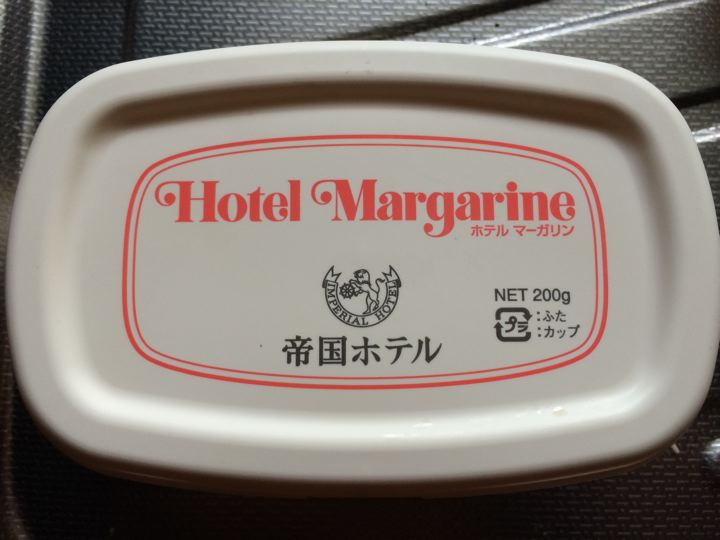 Hotel Margarine
ホテル マーガリン
IMPERIAL HOTEL
帝国ホテル
NET 200g
プラ :ふた
:カップ